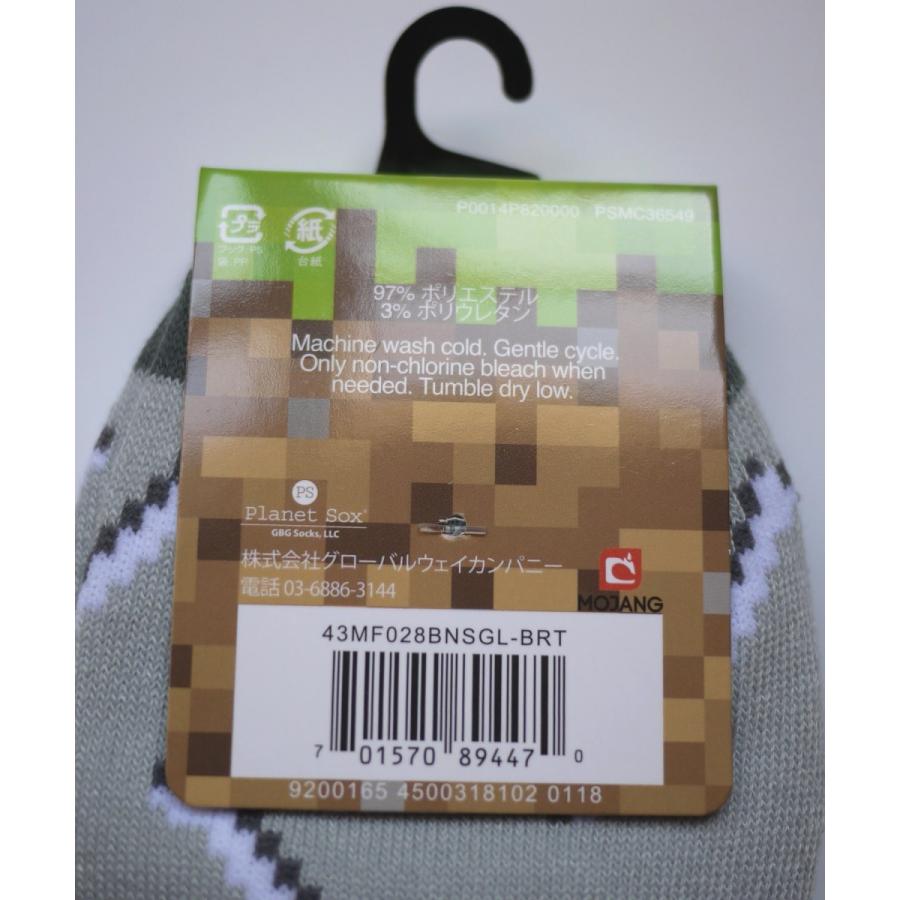 P0014P820000 PSMC36549
プラ
フック:PS
袋:PP
紙
台紙
97% ポリエステル
3% ポリウレタン
Machine wash cold. Gentle cycle.
Only non-chlorine bleach when
needed. Tumble dry low.
PS
Planet Sox®
GBG Socks, LLC
株式会社グローバルウェイカンパニー
電話 03-6886-3144
MOJANG
43MF028BNSGL-BRT
7 01570 89447 0
9200165 4500318102 0118